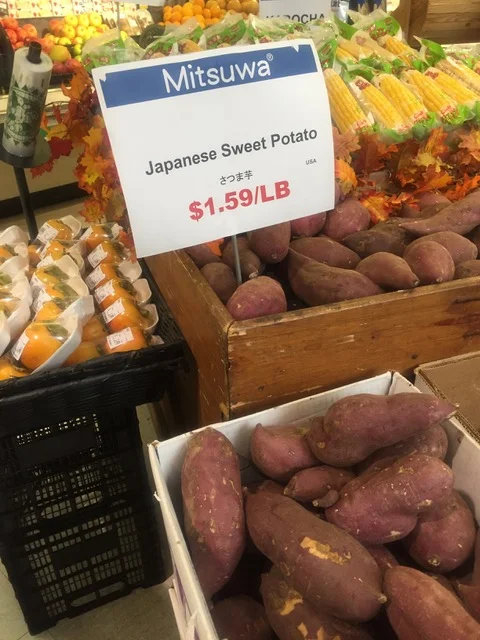 Mitsuwa®
Japanese Sweet Potato
USA
さつま芋
$1.59/LB